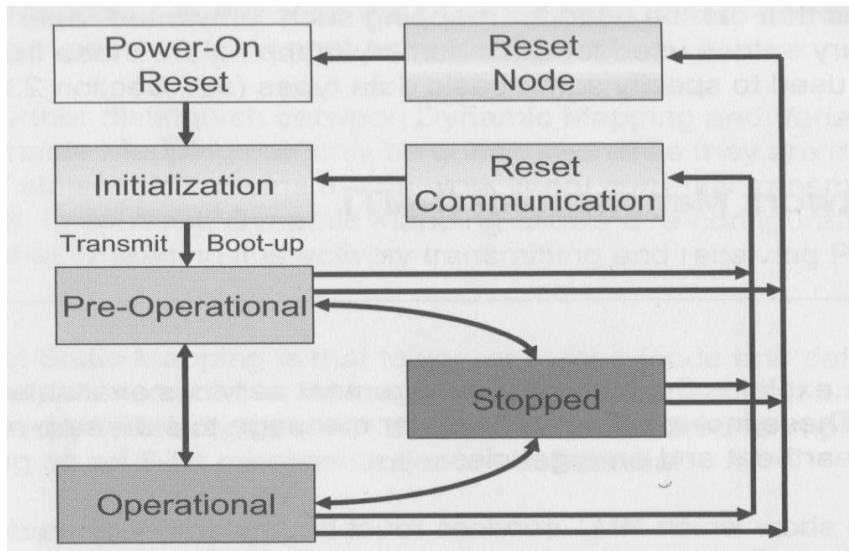 Power-On
Reset
Reset
Node
Initialization
Reset
Communication
Transmit Boot-up
Pre-Operational
Stopped
Operational